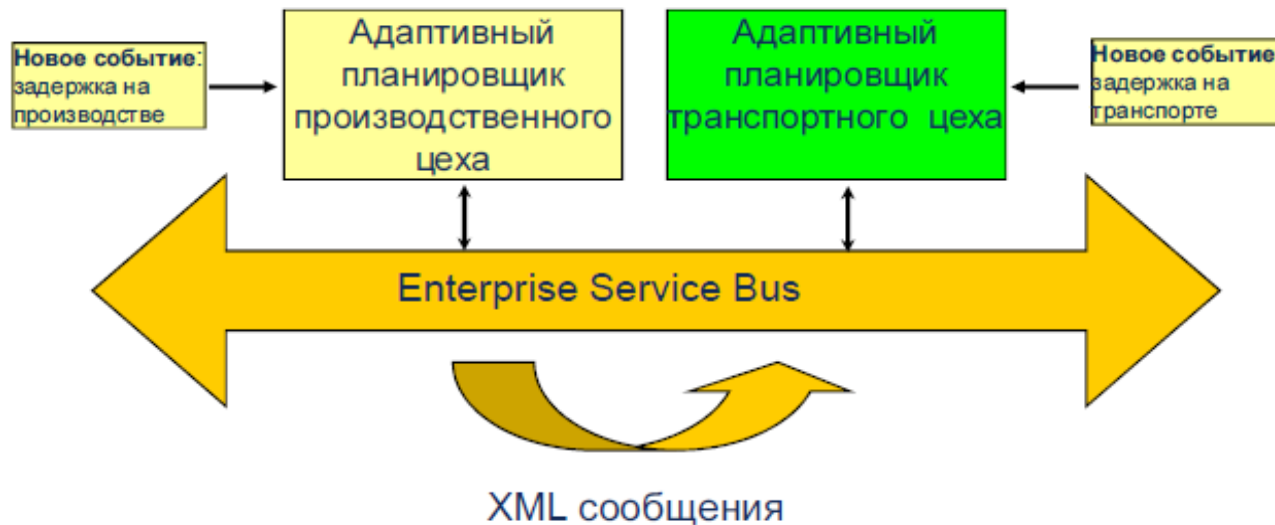 Новое событие:
задержка на
производстве
Адаптивный
планировщик
производственного
цеха
Адаптивный
планировщик
транспортного цеха
Новое событие
задержка на
транспорте
Enterprise Service Bus
XML сообщения